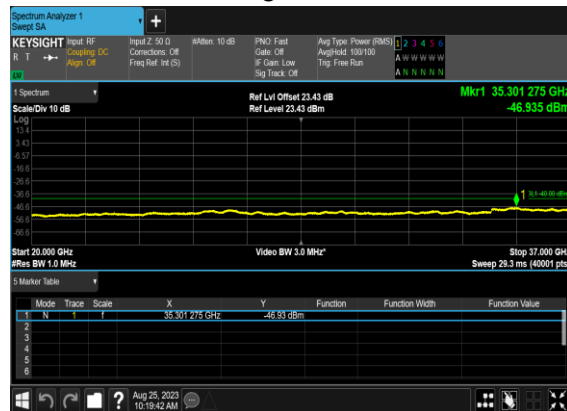 Spectrum Analyzer 1
Swept SA
+
KEYSIGHT Input: RF Input Z: 50 Ω #Atten: 10 dB PNO: Fast Avg Type: Power (RMS) 1 2 3 4 5 6
R T Coupling: DC Corrections: Off Gate: Off Avg|Hold: 100/100 A W W W W W
Align: Off Freq Ref: Int (S) IF Gain: Low Trig: Free Run
Sig Track: Off A N N N N N
1 Spectrum Ref Lvl Offset 23.43 dB Mkr1 35.301 275 GHz
Scale/Div 10 dB Ref Level 23.43 dBm -46.935 dBm
Log
13.4
3.43
-6.57
-16.6
-26.6
-36.6
-46.6
-56.6
-66.6
1
Start 20.000 GHz Video BW 3.0 MHz* Stop 37.000 GHz
#Res BW 1.0 MHz Sweep 29.3 ms (40001 pts)
5 Marker Table
Mode Trace Scale X Y Function Function Width Function Value
1 N 1 f 35.301 275 GHz -46.93 dBm
2
3
4
5
6
? Aug 25, 2023
10:19:42 AM